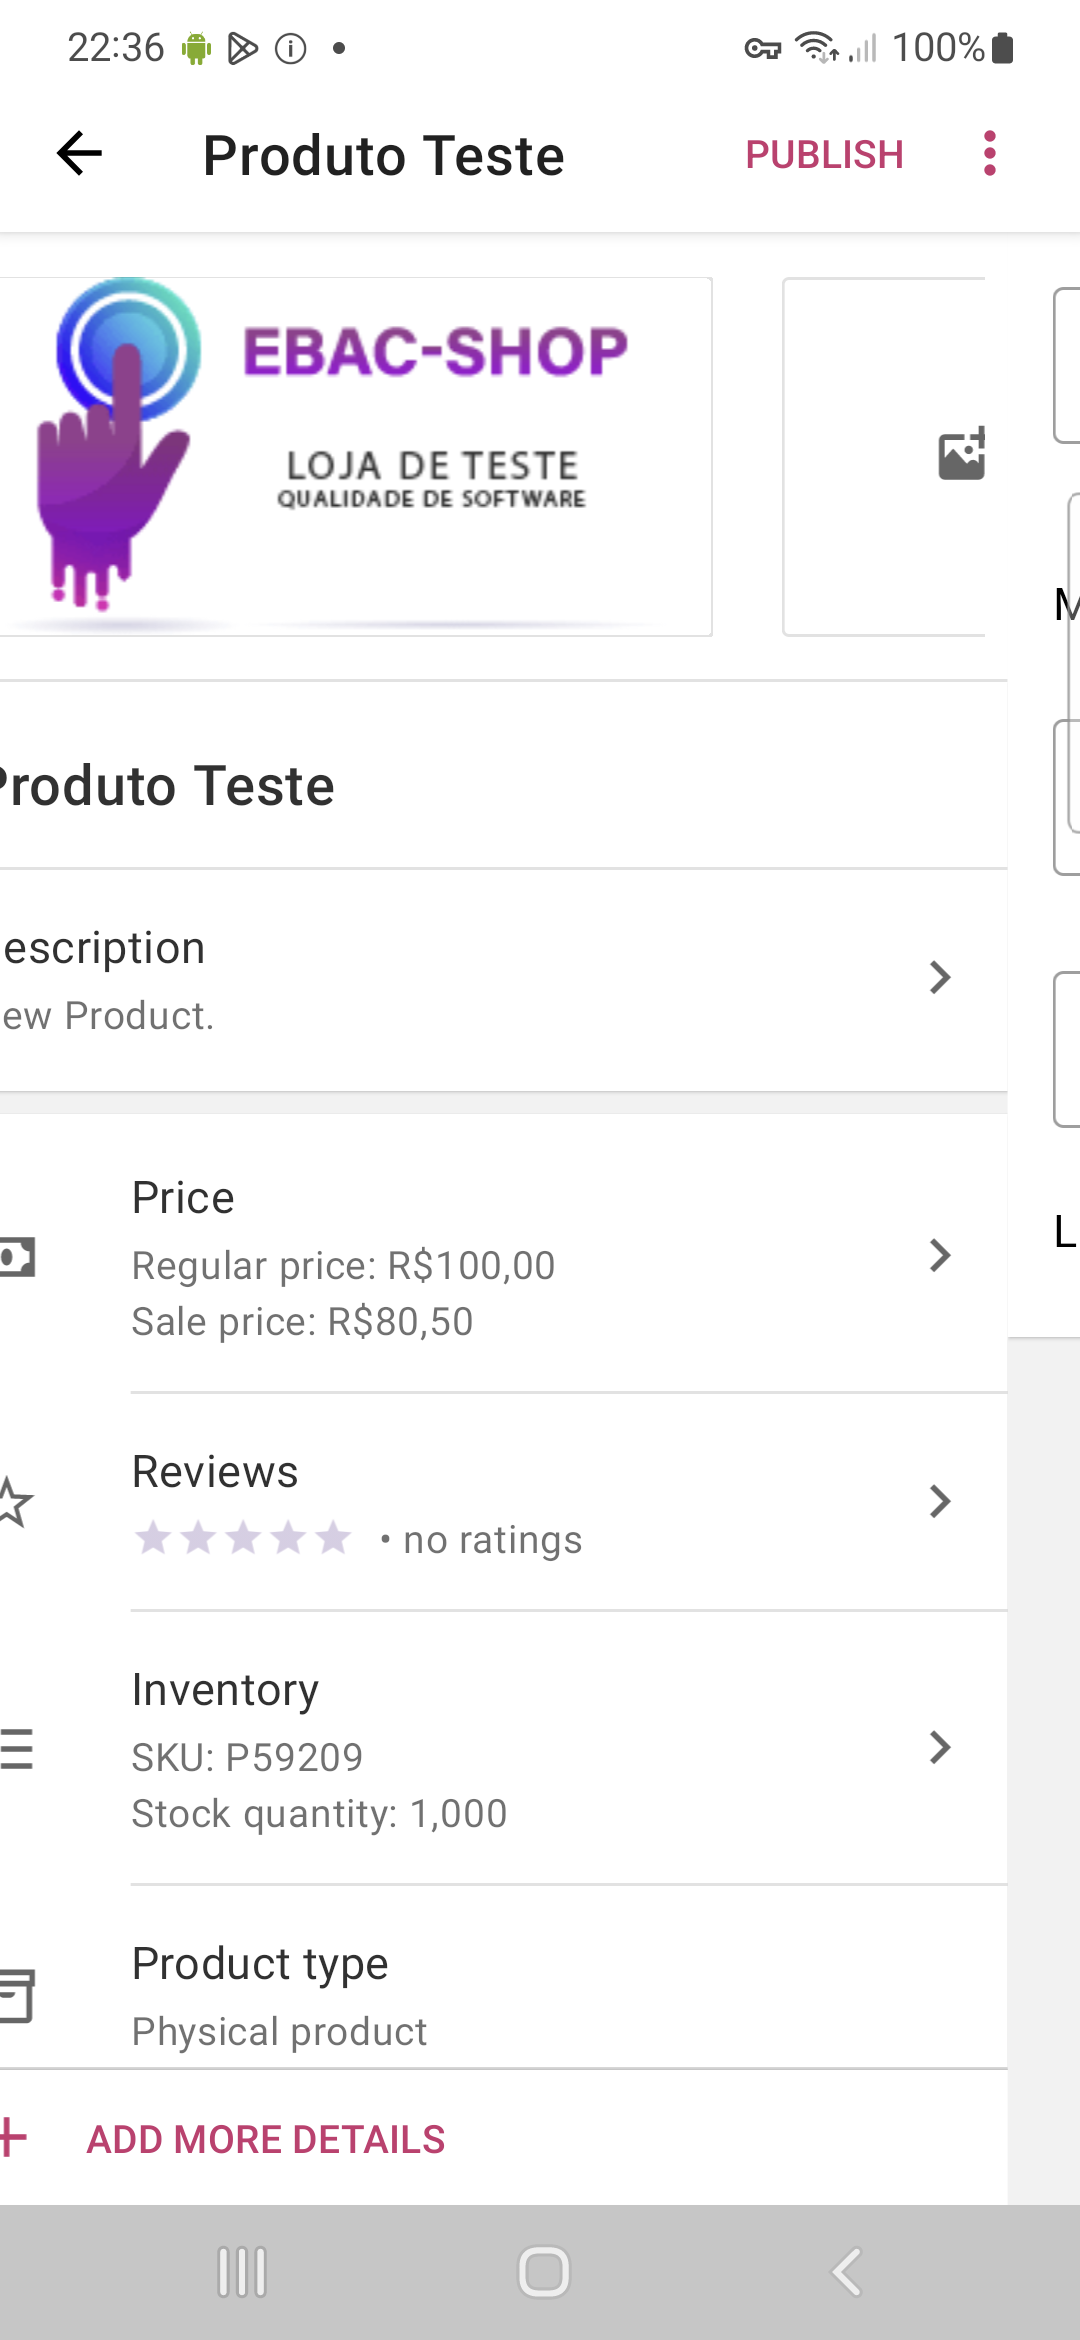 22:36
100%
Produto Teste
PUBLISH
EBAC-SHOP
LOJA DE TESTE
QUALIDADE DE SOFTWARE
Produto Teste
escription
ew Product.
Price
Regular price: R$100,00
Sale price: R$80,50
Reviews
• no ratings
Inventory
SKU: P59209
Stock quantity: 1,000
Product type
Physical product
ADD MORE DETAILS
M
L